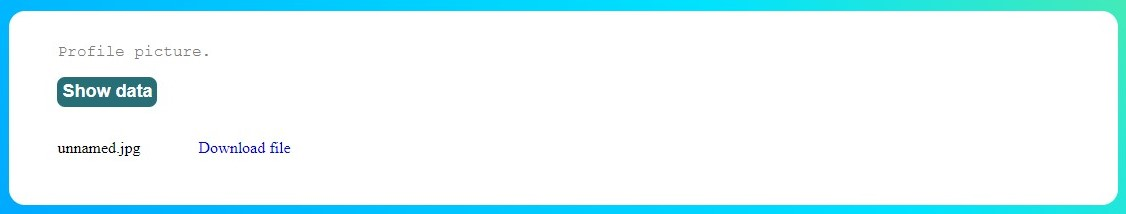 Profile picture.
Show data
unnamed.jpg Download file